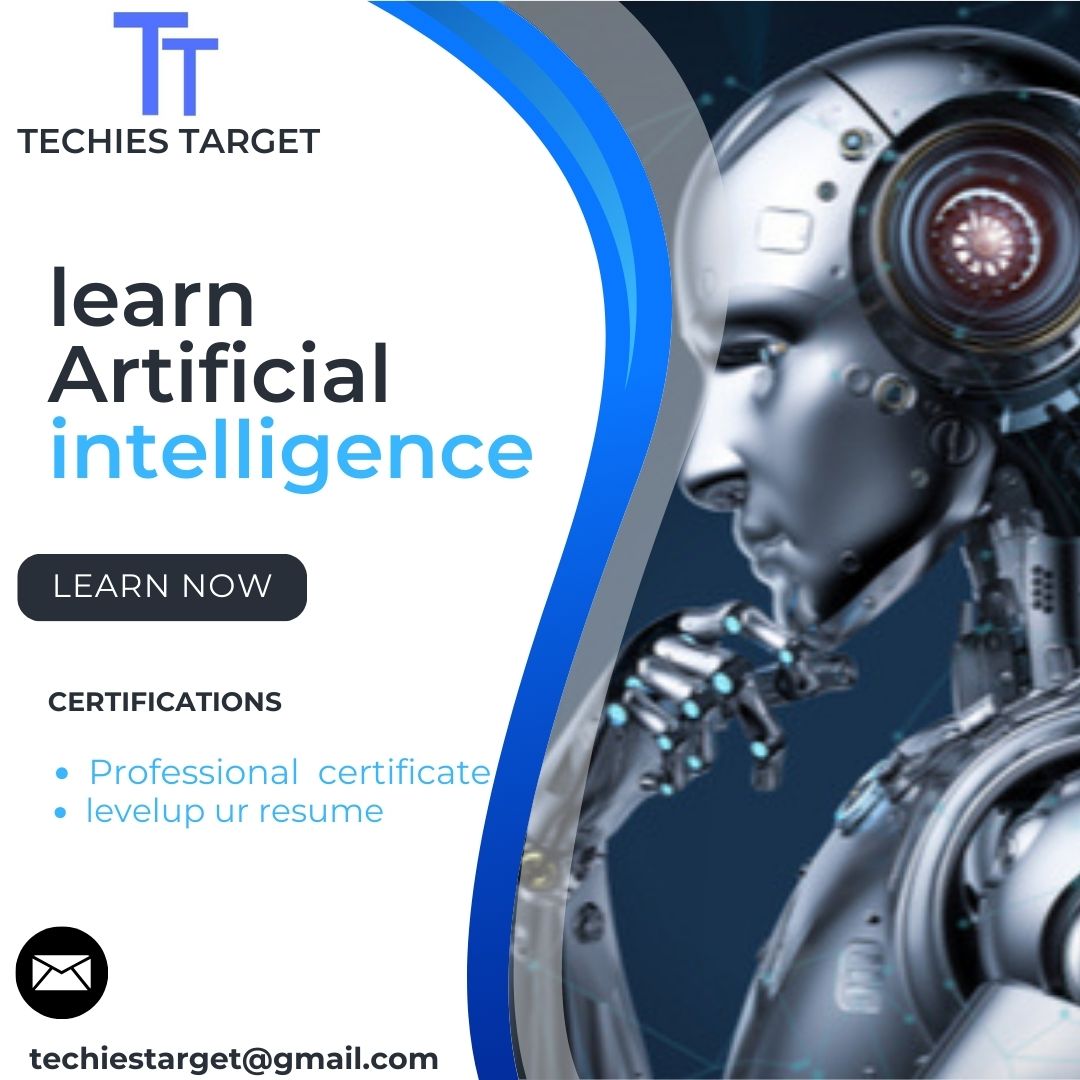 TT
TECHIES TARGET
learn
Artificial
intelligence
LEARN NOW
CERTIFICATIONS
• Professional certificate
• levelup ur resume
techiestarget@gmail.com